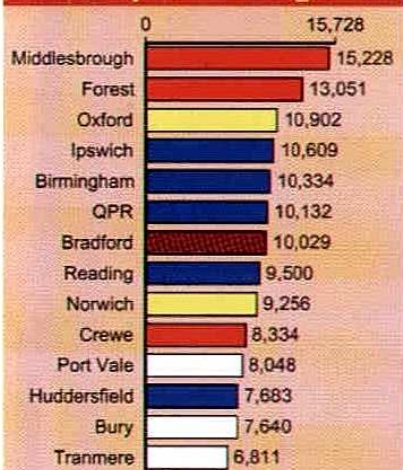 0 15,728
Middlesbrough 15,228
Forest 13,051
Oxford 10,902
Ipswich 10,609
Birmingham 10,334
QPR 10,132
Bradford 10,029
Reading 9,500
Norwich 9,256
Crewe 8,334
Port Vale 8,048
Huddersfield 7,683
Bury 7,640
Tranmere 6,811